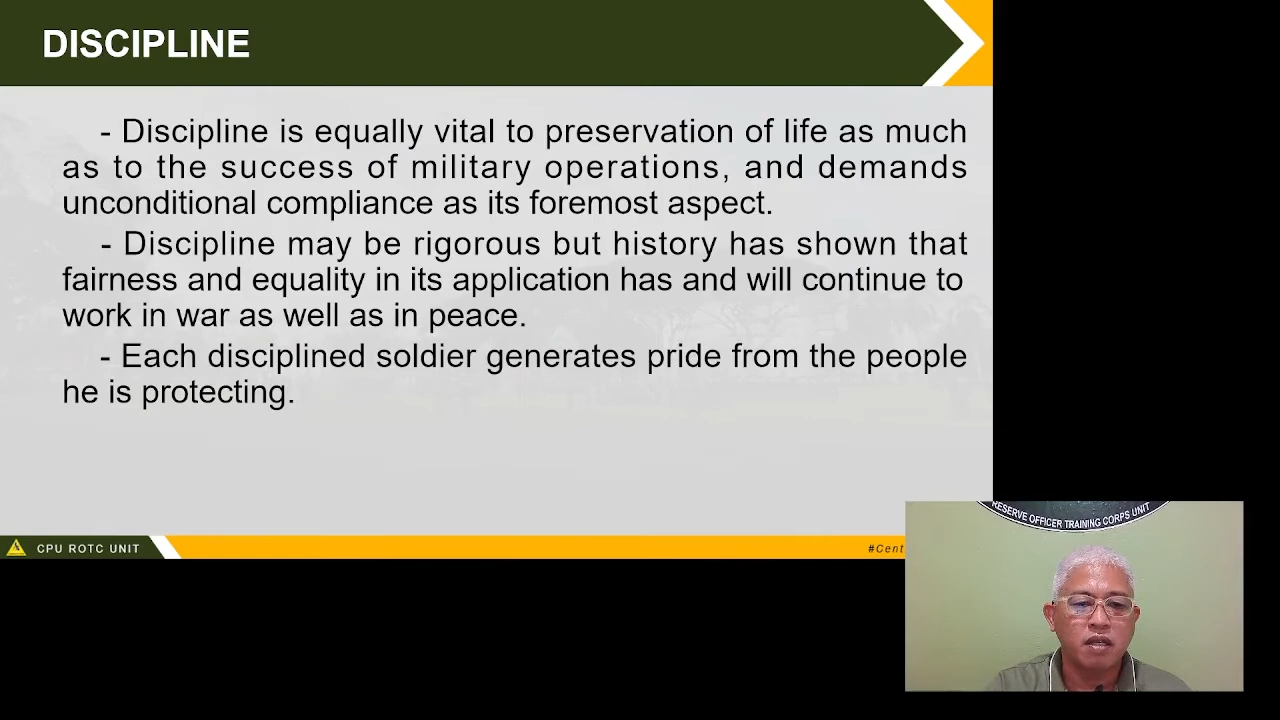 DISCIPLINE
- Discipline is equally vital to preservation of life as much
as to the success of military operations, and demands
unconditional compliance as its foremost aspect.
- Discipline may be rigorous but history has shown that
fairness and equality in its application has and will continue to
work in war as well as in peace.
- Each disciplined soldier generates pride from the people
he is protecting.
CPU ROTC UNIT
#Cent
RESERVE OFFICER TRAINING CORPS UNIT